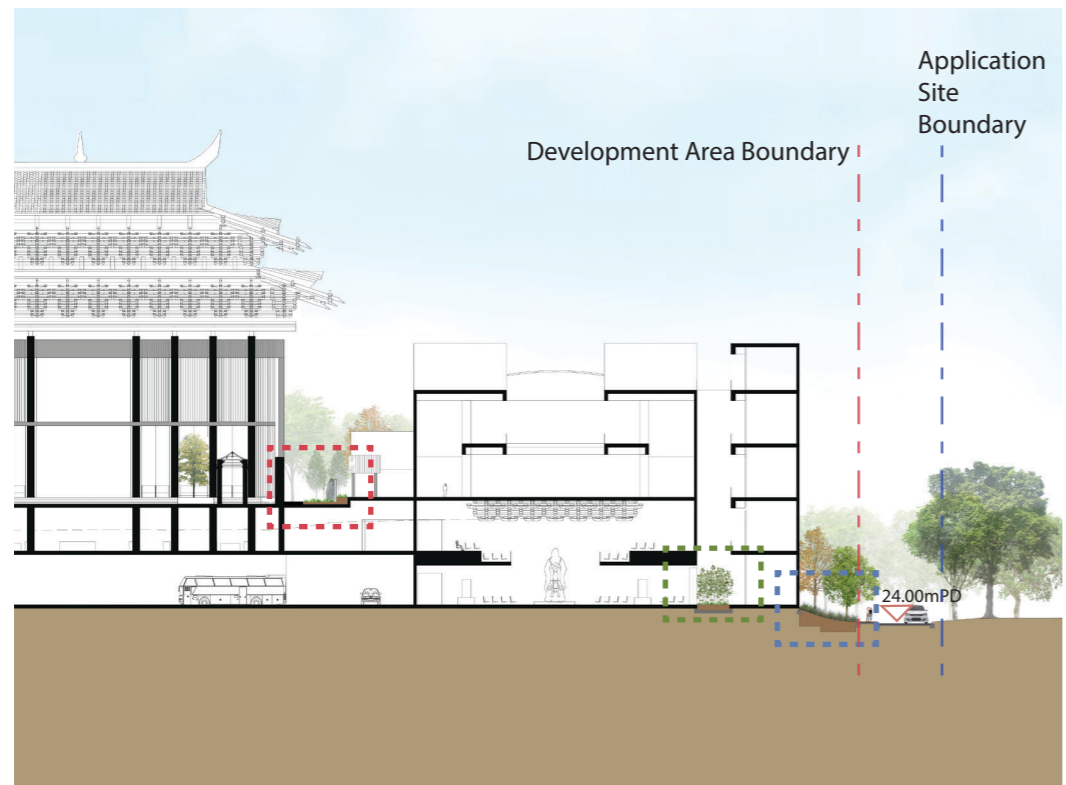 Application
Site
Boundary
Development Area Boundary
24.00mPD